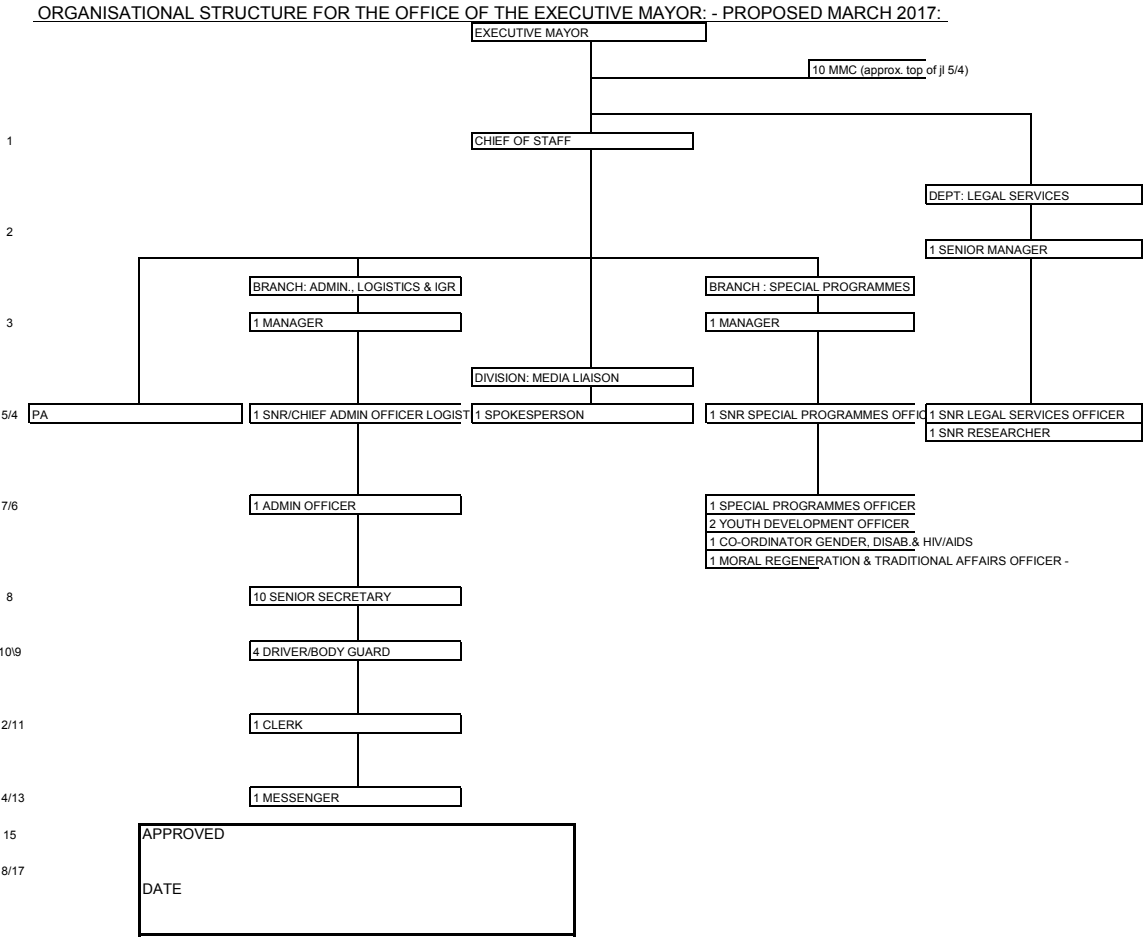 ORGANISATIONAL STRUCTURE FOR THE OFFICE OF THE EXECUTIVE MAYOR: - PROPOSED MARCH 2017:
EXECUTIVE MAYOR
10 MMC (approx. top of jl 5/4)
1
CHIEF OF STAFF
DEPT: LEGAL SERVICES
2
1 SENIOR MANAGER
BRANCH: ADMIN., LOGISTICS & IGR
BRANCH : SPECIAL PROGRAMMES
3
1 MANAGER
1 MANAGER
DIVISION: MEDIA LIAISON
5/4
PA
1 SNR/CHIEF ADMIN OFFICER LOGIST
1 SPOKESPERSON
1 SNR SPECIAL PROGRAMMES OFFIC
1 SNR LEGAL SERVICES OFFICER
1 SNR RESEARCHER
7/6
1 ADMIN OFFICER
1 SPECIAL PROGRAMMES OFFICER
2 YOUTH DEVELOPMENT OFFICER
1 CO-ORDINATOR GENDER, DISAB.& HIV/AIDS
1 MORAL REGENERATION & TRADITIONAL AFFAIRS OFFICER -
8
10 SENIOR SECRETARY
10\9
4 DRIVER/BODY GUARD
2/11
1 CLERK
4/13
1 MESSENGER
15
APPROVED
8/17
DATE